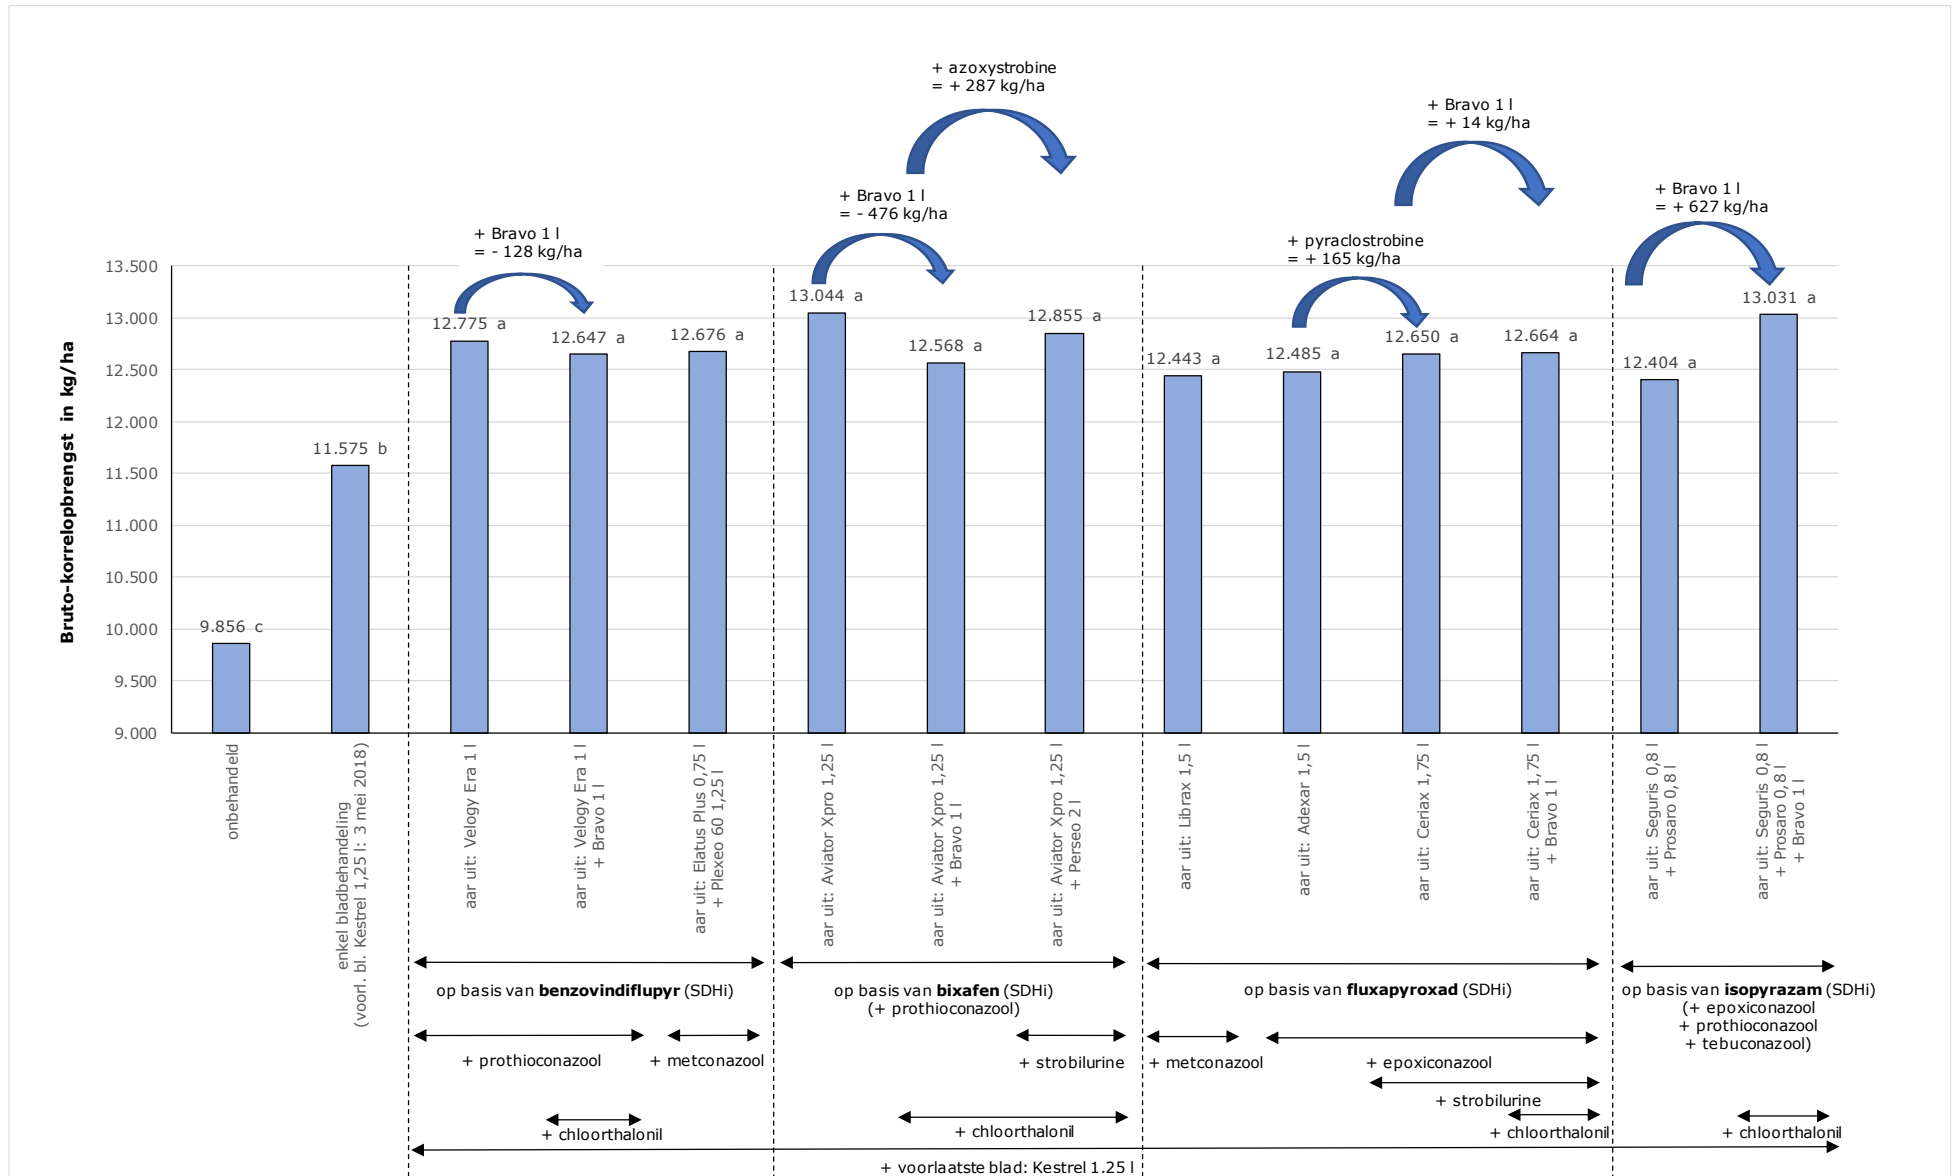 + azoxystrobine
= + 287 kg/ha
+ Bravo 1 l
= + 14 kg/ha
+ Bravo 1 l
= - 476 kg/ha
+ Bravo 1 l
= + 627 kg/ha
+ Bravo 1 l
= - 128 kg/ha
+ pyraclostrobine
= + 165 kg/ha
Bruto-korrelopbrengst in kg/ha
13.500
13.000
12.500
12.000
11.500
11.000
10.500
10.000
9.500
9.000
9.856 c
11.575 b
12.775 a
12.647 a
12.676 a
13.044 a
12.568 a
12.855 a
12.443 a
12.485 a
12.650 a
12.664 a
12.404 a
13.031 a
onbehandeld
enkel bladbehandeling
(voorl. bl. Kestrel 1,25 l: 3 mei 2018)
aar uit: Velogy Era 1 l
aar uit: Velogy Era 1 l
+ Bravo 1 l
aar uit: Elatus Plus 0,75 l
+ Plexeo 60 1,25 l
aar uit: Aviator Xpro 1,25 l
aar uit: Aviator Xpro 1,25 l
+ Bravo 1 l
aar uit: Aviator Xpro 1,25 l
+ Perseo 2 l
aar uit: Librax 1,5 l
aar uit: Adexar 1,5 l
aar uit: Ceriax 1,75 l
aar uit: Ceriax 1,75 l
+ Bravo 1 l
aar uit: Seguris 0,8 l
+ Prosaro 0,8 l
aar uit: Seguris 0,8 l
+ Prosaro 0,8 l
+ Bravo 1 l
op basis van benzovindiflupyr (SDHi)
op basis van bixafen (SDHi)
(+ prothioconazool)
op basis van fluxapyroxad (SDHi)
op basis van isopyrazam (SDHi)
(+ epoxiconazool
+ prothioconazool
+ tebuconazool)
+ prothioconazool
+ metconazool
+ strobilurine
+ metconazool
+ epoxiconazool
+ strobilurine
+ chloorthalonil
+ chloorthalonil
+ chloorthalonil
+ chloorthalonil
+ voorlaatste blad: Kestrel 1,25 l